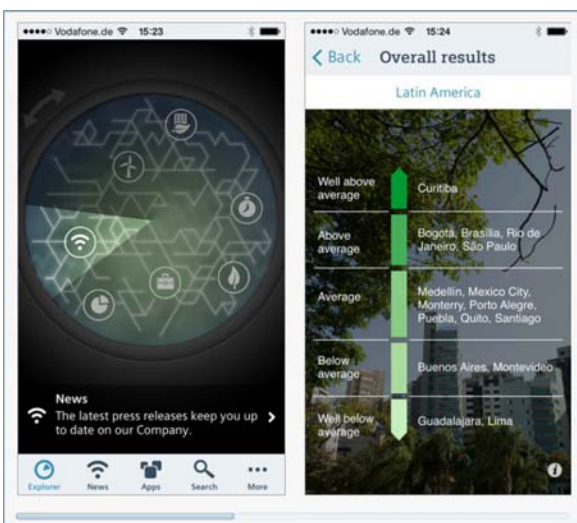 Vodafone.de 15:23
News
The latest press releases keep you up
to date on our Company.
Explorer News Apps Search More
Vodafone.de 15:24
Back Overall results
Latin America
Well above
average
Curitiba
Above
average
Bogotá, Brasília, Rio de
Janeiro, São Paulo
Average
Medellín, Mexico City,
Monterry, Porto Alegre,
Puebla, Quito, Santiago
Below
average
Buenos Aires, Montevideo
Well below
average
Guadalajara, Lima
i